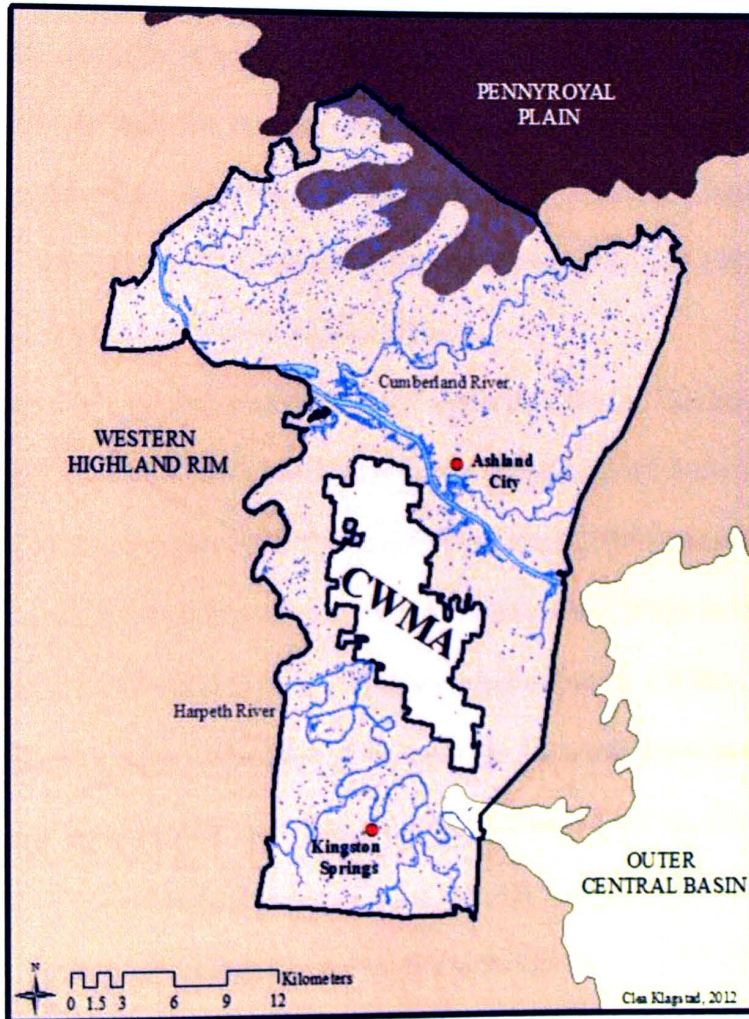 PENNYROYAL
PLAIN
Cumberland River
WESTERN
HIGHLAND RIM
Ashland
City
CWMA
Harpeth River
Kingston
Springs
OUTER
CENTRAL BASIN
N
Kilometers
0 1.5 3 6 9 12
Clea Klagstad, 2012